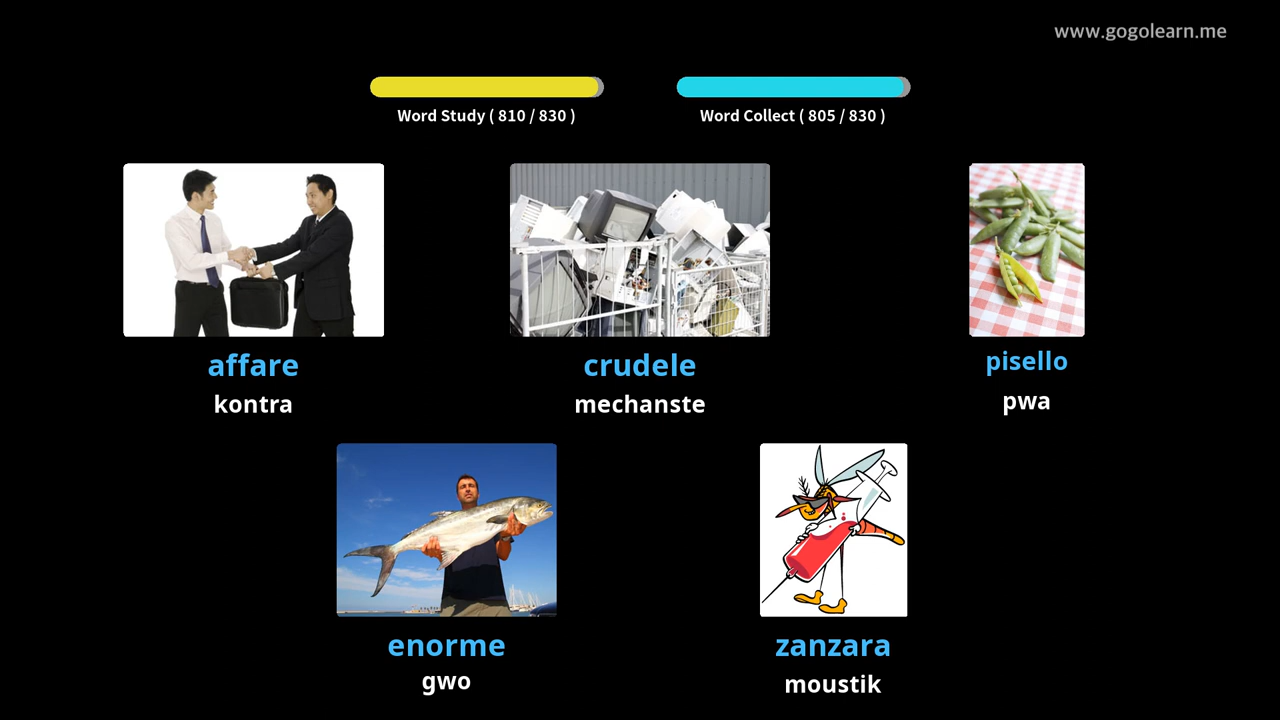 www.gogolearn.me
Word Study ( 810 / 830 )
Word Collect ( 805 / 830 )
affare
kontra
crudele
mechanste
pisello
pwa
enorme
gwo
zanzara
moustik